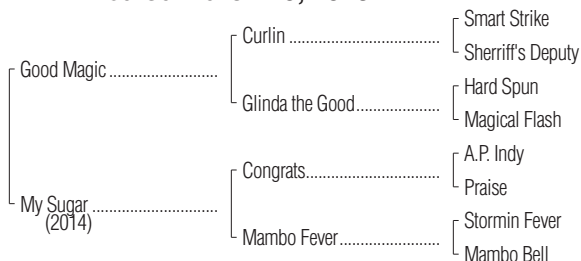 Smart Strike
Curlin
Sherriff's Deputy
Good Magic
Hard Spun
Glinda the Good
Magical Flash
A.P. Indy
Congrats
Praise
My Sugar
(2014)
Stormin Fever
Mambo Fever
Mambo Bell